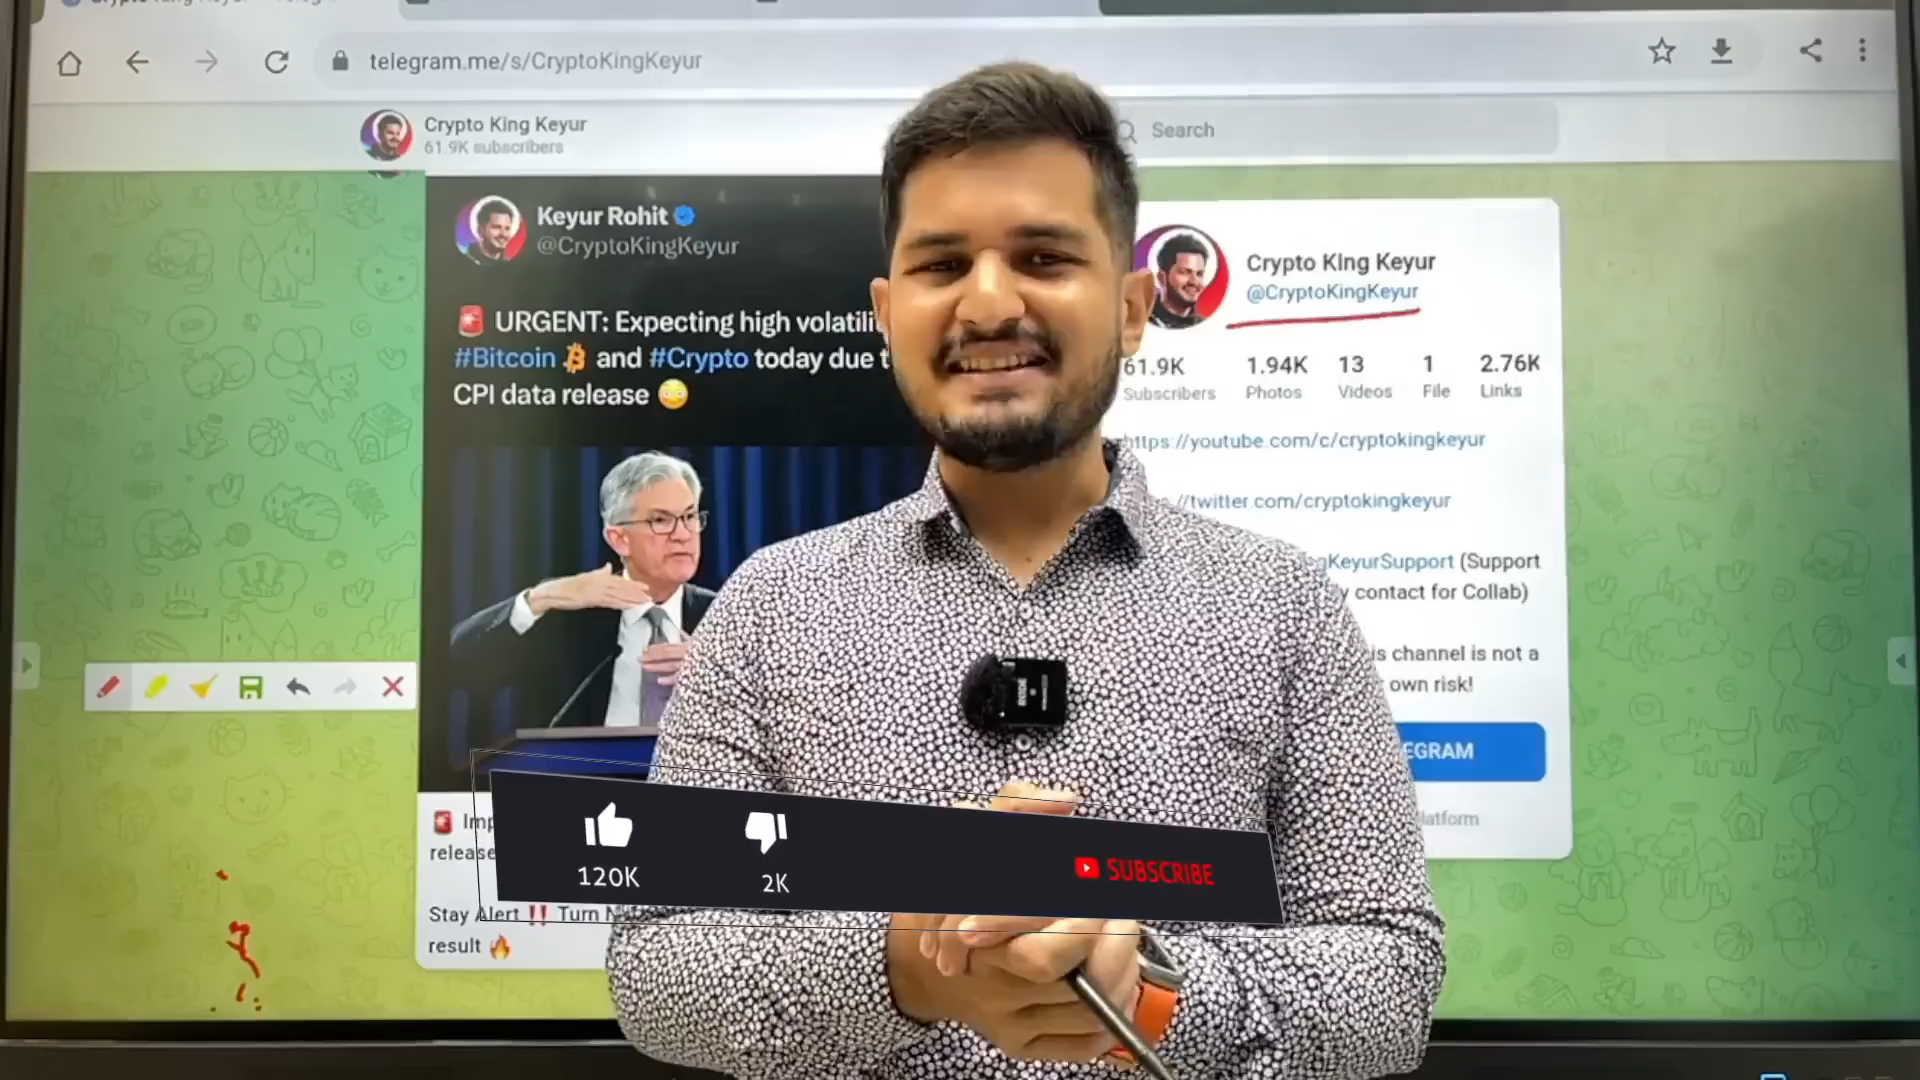 telegram.me/s/CryptoKingKeyur
Crypto King Keyur
61.9K subscribers
Search
Keyur Rohit
@CryptoKingKeyur
URGENT: Expecting high
#Bitcoin and #Crypto today due
CPI data release
Crypto King Keyur
@CryptoKingKeyur
61.9K 1.94K 13 1 2.76K
Subscribers Photos Videos File Links
https://youtube.com/c/cryptokingkeyur
//twitter.com/cryptokingkeyur
gKeyurSupport (Support
contact for Collab)
is channel is not a
own risk!
EGRAM
latform
release
Stay Alert ‼ Turn
result
120K
2K
SUBSCRIBE
RODE